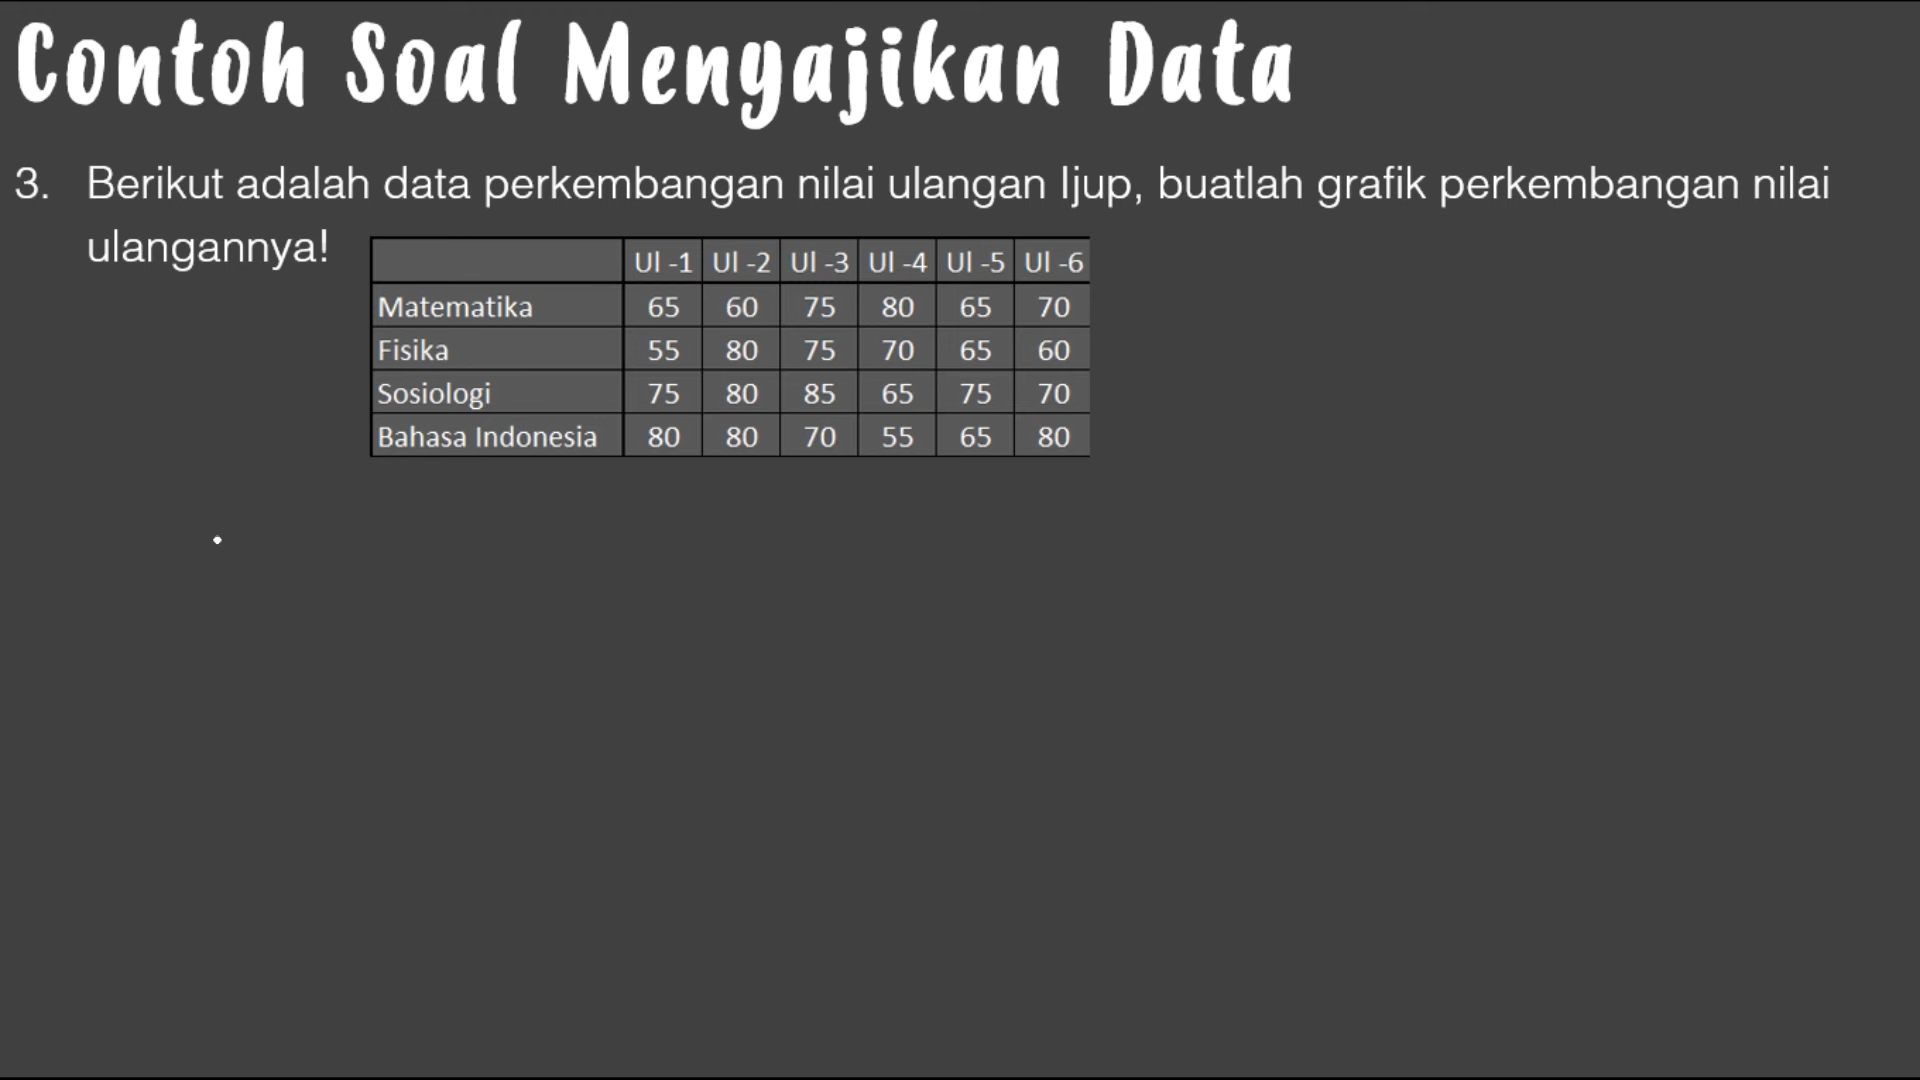 Contoh Soal Menyajikan Data
3. Berikut adalah data perkembangan nilai ulangan Ijup, buatlah grafik perkembangan nilai
ulangannya!
Ul -1 Ul -2 Ul -3 Ul -4 Ul -5 Ul -6
Matematika 65 60 75 80 65 70
Fisika 55 80 75 70 65 60
Sosiologi 75 80 85 65 75 70
Bahasa Indonesia 80 80 70 55 65 80